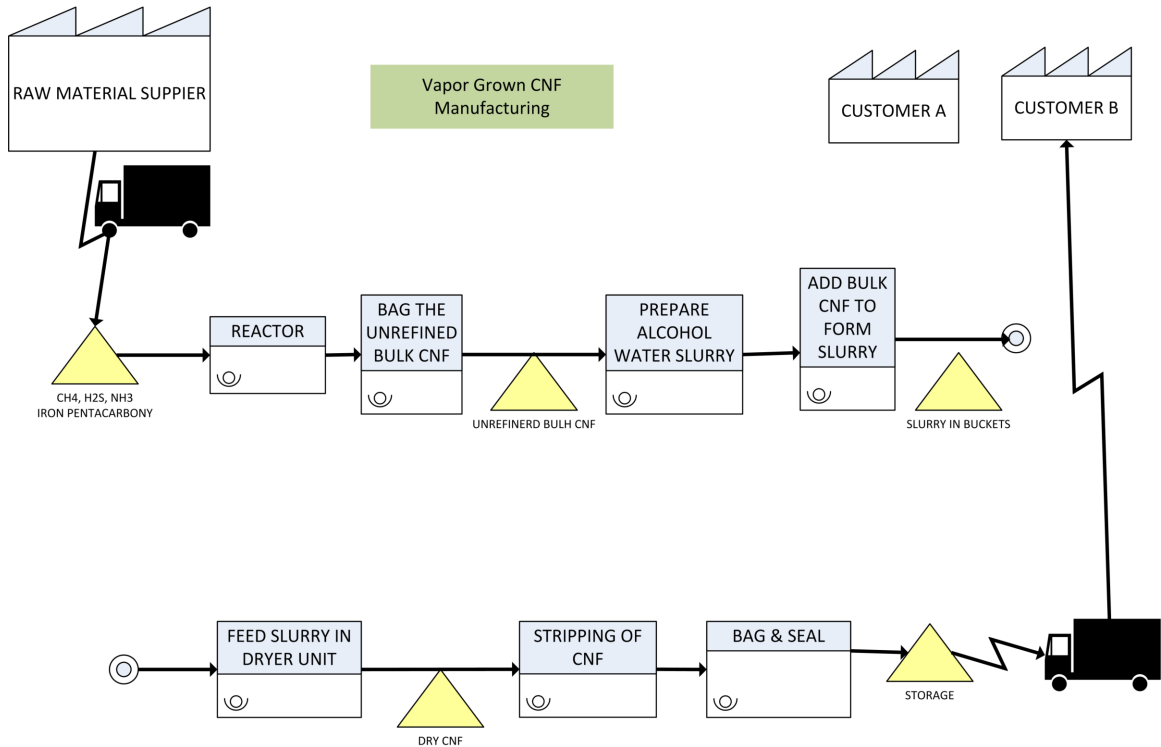 RAW MATERIAL SUPPIER
Vapor Grown CNF
Manufacturing
CUSTOMER A
CUSTOMER B
CH4, H2S, NH3
IRON PENTACARBONY
REACTOR
BAG THE
UNREFINED
BULK CNF
UNREFINERD BULH CNF
PREPARE
ALCOHOL
WATER SLURRY
ADD BULK
CNF TO
FORM
SLURRY
SLURRY IN BUCKETS
FEED SLURRY IN
DRYER UNIT
DRY CNF
STRIPPING OF
CNF
BAG & SEAL
STORAGE